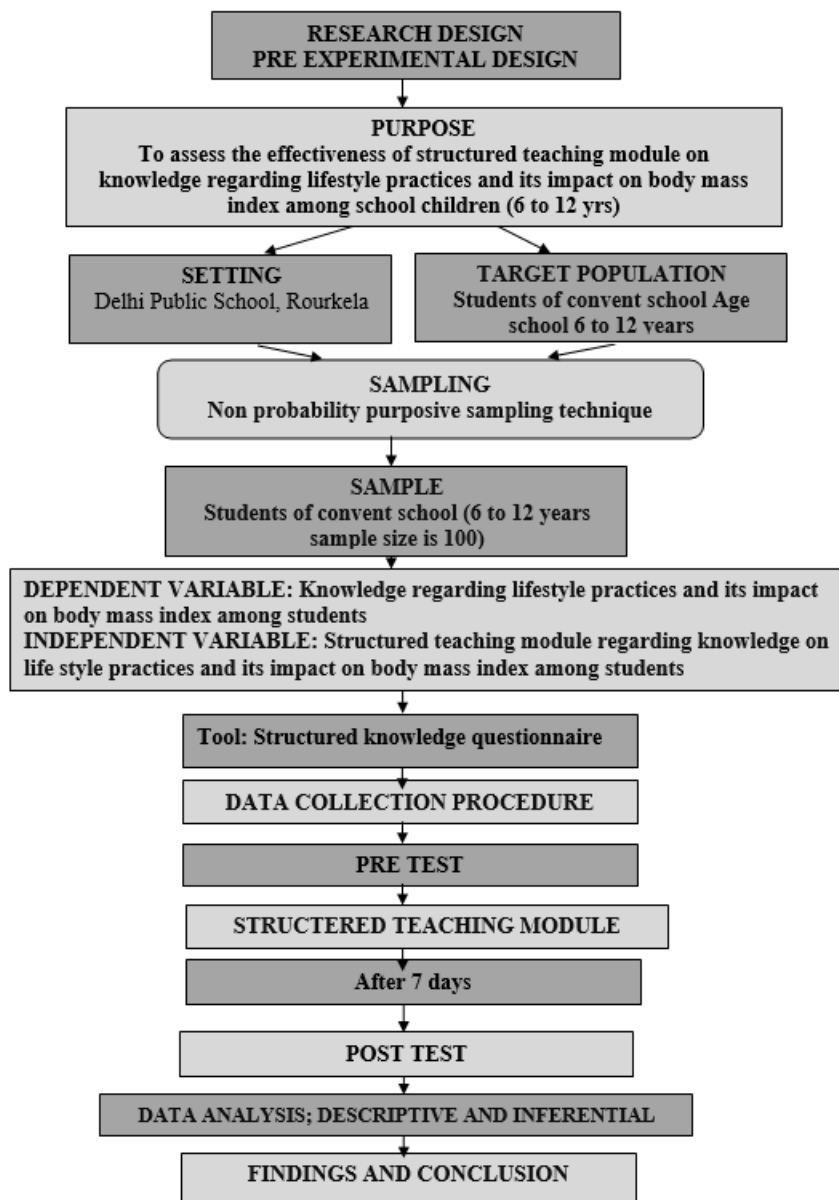 RESEARCH DESIGN
PRE EXPERIMENTAL DESIGN
PURPOSE
To assess the effectiveness of structured teaching module on
knowledge regarding lifestyle practices and its impact on body mass
index among school children (6 to 12 yrs)
SETTING
Delhi Public School, Rourkela
TARGET POPULATION
Students of convent school Age
school 6 to 12 years
SAMPLING
Non probability purposive sampling technique
SAMPLE
Students of convent school (6 to 12 years
sample size is 100)
DEPENDENT VARIABLE: Knowledge regarding lifestyle practices and its impact
on body mass index among students
INDEPENDENT VARIABLE: Structured teaching module regarding knowledge on
life style practices and its impact on body mass index among students
Tool: Structured knowledge questionnaire
DATA COLLECTION PROCEDURE
PRE TEST
STRUCTERED TEACHING MODULE
After 7 days
POST TEST
DATA ANALYSIS; DESCRIPTIVE AND INFERENTIAL
FINDINGS AND CONCLUSION